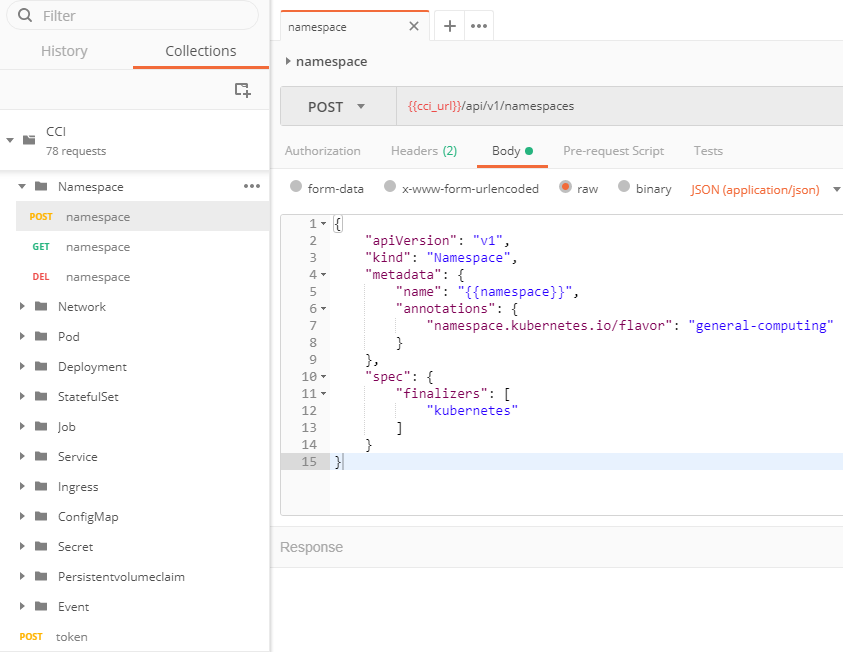 Filter
History Collections
CCI
78 requests
Namespace
POST namespace
GET namespace
DEL namespace
Network
Pod
Deployment
StatefulSet
Job
Service
Ingress
ConfigMap
Secret
Persistentvolumeclaim
Event
POST token
namespace
namespace
POST {{cci_url}}/api/v1/namespaces
Authorization Headers (2) Body Pre-request Script Tests
form-data x-www-form-urlencoded raw binary JSON (application/json)
1 {
2 "apiVersion": "v1",
3 "kind": "Namespace",
4 "metadata": {
5 "name": "{{namespace}}",
6 "annotations": {
7 "namespace.kubernetes.io/flavor": "general-computing"
8 }
9 },
10 "spec": {
11 "finalizers": [
12 "kubernetes"
13 ]
14 }
15 }
Response